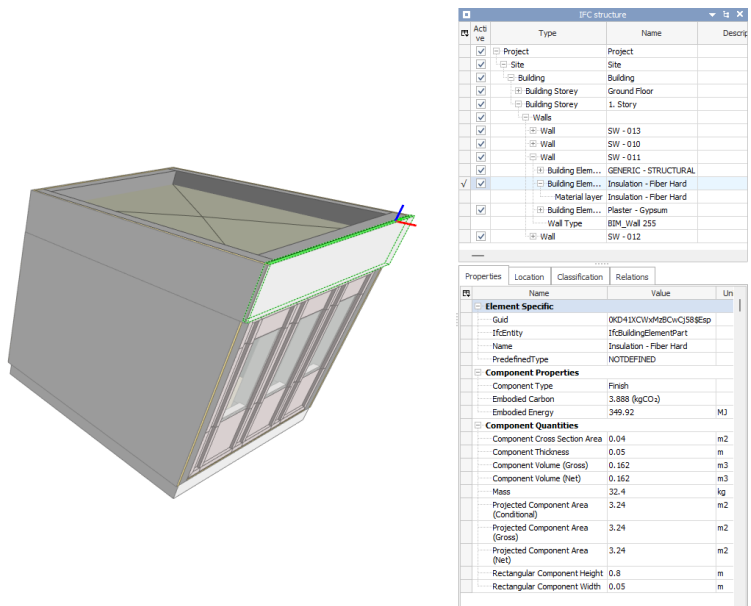 IFC structure
Acti
ve
Type
Name
Descrip
Project Project
Site Site
Building Building
Building Storey Ground Floor
Building Storey 1. Story
Walls
Wall SW - 013
Wall SW - 010
Wall SW - 011
Building Elem... GENERIC - STRUCTURAL
Building Elem... Insulation - Fiber Hard
Material layer Insulation - Fiber Hard
Building Elem... Plaster - Gypsum
Wall Type BIM_Wall 255
Wall SW - 012
Properties Location Classification Relations
Name Value Un
Element Specific
Guid 0KD41XCWxMzBCwCj58$Esp
IfcEntity IfcBuildingElementPart
Name Insulation - Fiber Hard
PredefinedType NOTDEFINED
Component Properties
Component Type Finish
Embodied Carbon 3.888 (kgCO₂)
Embodied Energy 349.92 MJ
Component Quantities
Component Cross Section Area 0.04 m2
Component Thickness 0.05 m
Component Volume (Gross) 0.162 m3
Component Volume (Net) 0.162 m3
Mass 32.4 kg
Projected Component Area
(Conditional) 3.24 m2
Projected Component Area
(Gross) 3.24 m2
Projected Component Area
(Net) 3.24 m2
Rectangular Component Height 0.8 m
Rectangular Component Width 0.05 m